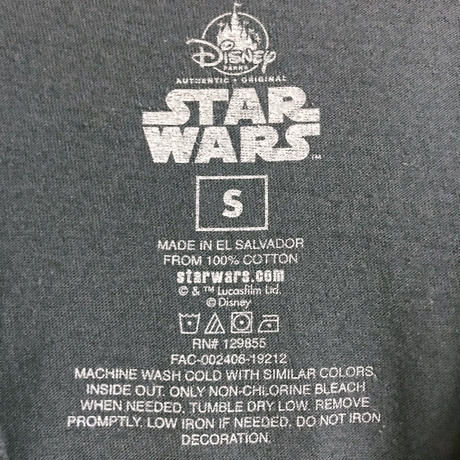 Disney
PARKS
AUTHENTIC • ORIGINAL
STAR
WARS™
S
MADE IN EL SALVADOR
FROM 100% COTTON
starwars.com
© & ™ Lucasfilm Ltd.
© Disney
RN# 129855
FAC-002406-19212
MACHINE WASH COLD WITH SIMILAR COLORS,
INSIDE OUT. ONLY NON-CHLORINE BLEACH
WHEN NEEDED. TUMBLE DRY LOW. REMOVE
PROMPTLY. LOW IRON IF NEEDED. DO NOT IRON
DECORATION.